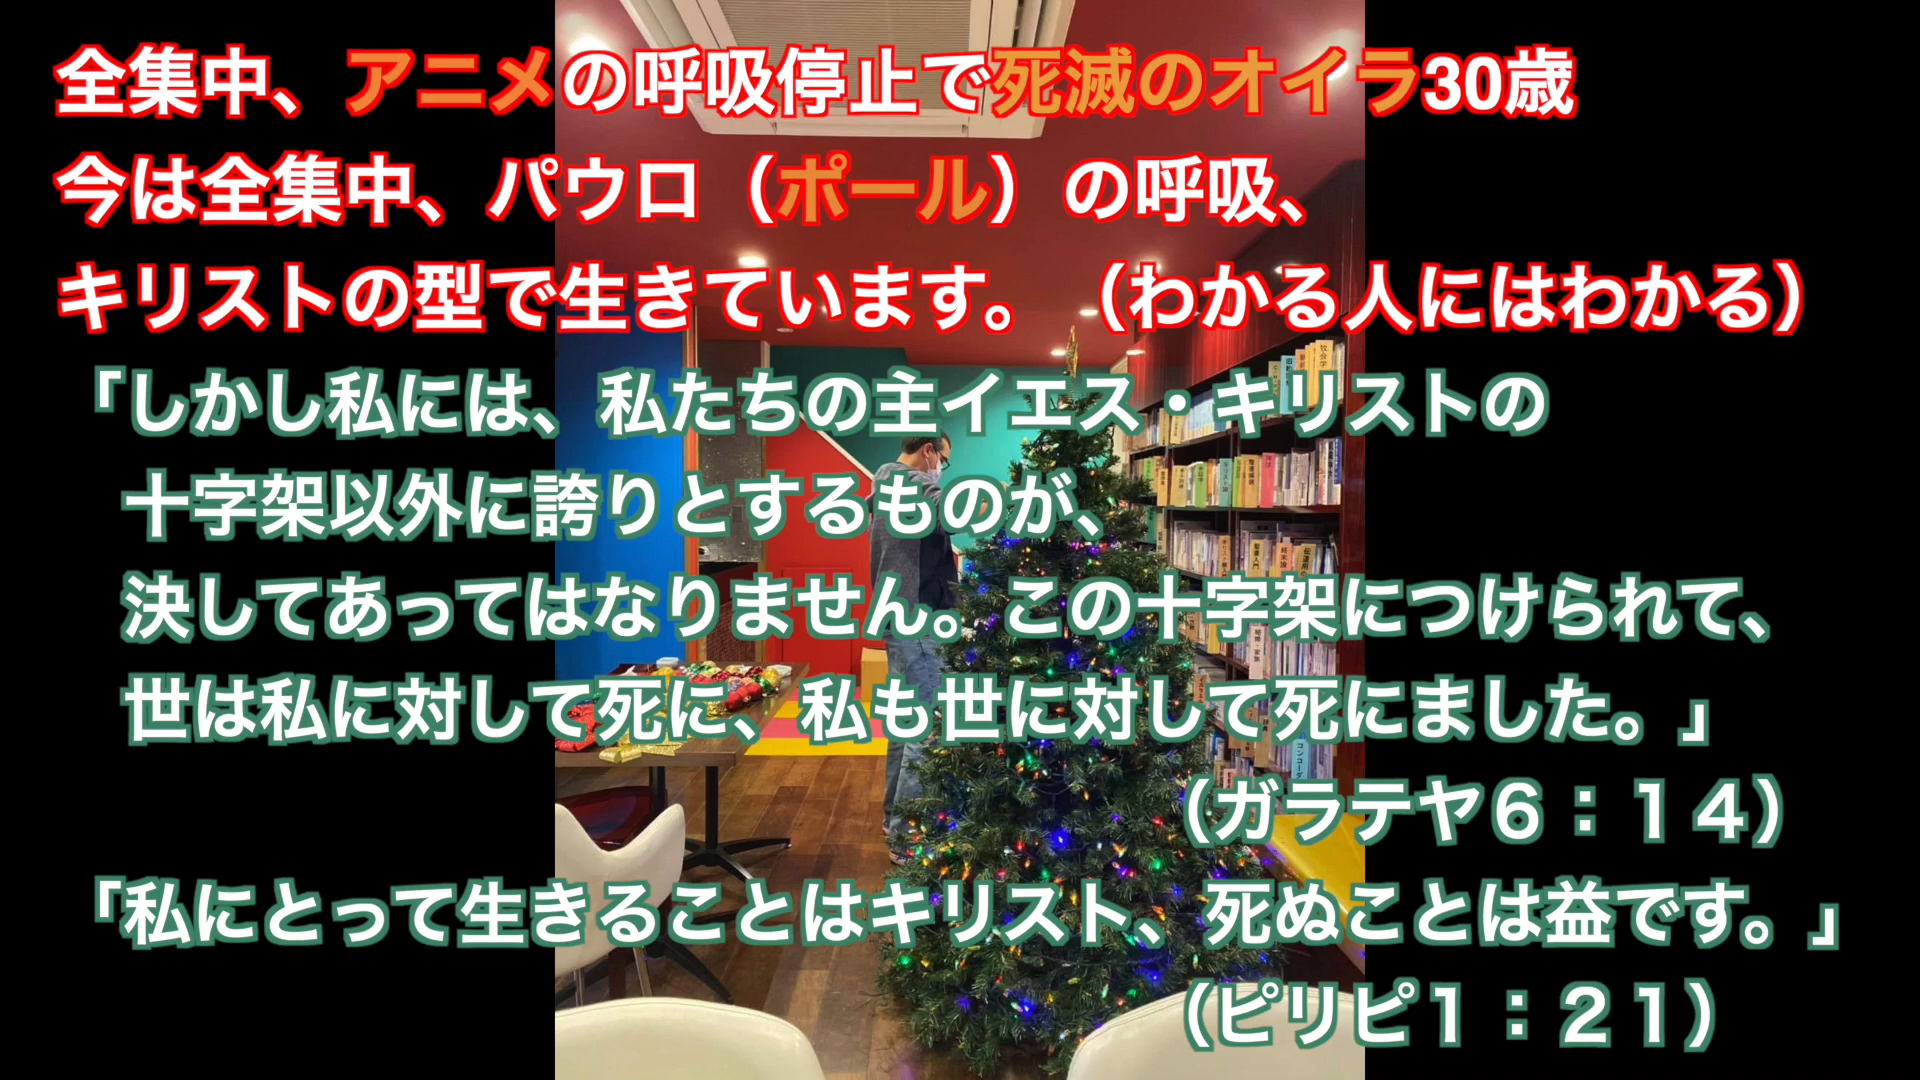 全集中、アニメの呼吸停止で死滅のオイラ30歳
今は全集中、パウロ（ポール）の呼吸、
キリストの型で生きています。（わかる人にはわかる）
「しかし私には、私たちの主イエス・キリストの
十字架以外に誇りとするものが、
決してあってはなりません。この十字架につけられて、
世は私に対して死に、私も世に対して死にました。」
（ガラテヤ６：１４）
「私にとって生きることはキリスト、死ぬことは益です。」
（ピリピ１：２１）
牧会学